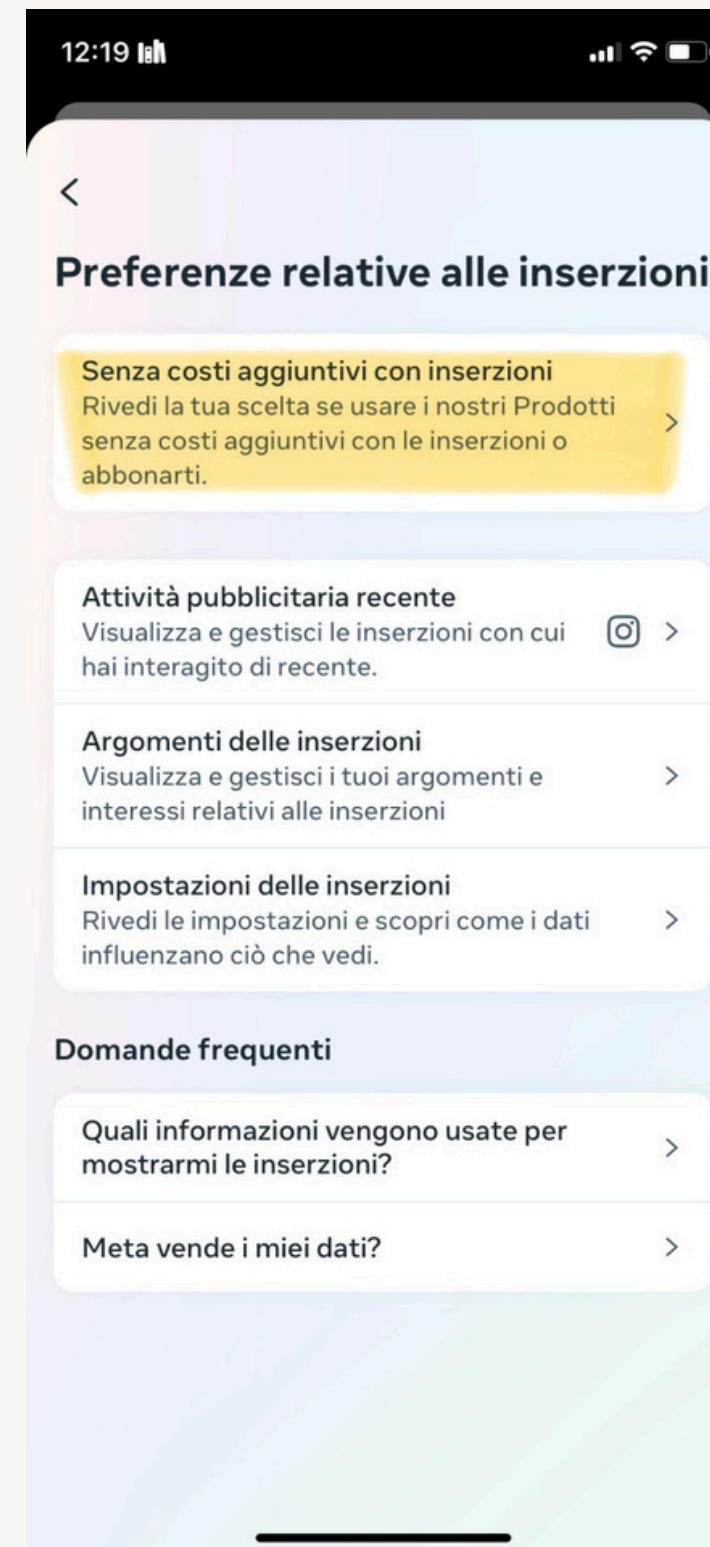 12:19
Preferenze relative alle inserzioni
Senza costi aggiuntivi con inserzioni
Rivedi la tua scelta se usare i nostri Prodotti
senza costi aggiuntivi con le inserzioni o
abbonarti.
Attività pubblicitaria recente
Visualizza e gestisci le inserzioni con cui
hai interagito di recente.
Argomenti delle inserzioni
Visualizza e gestisci i tuoi argomenti e
interessi relativi alle inserzioni
Impostazioni delle inserzioni
Rivedi le impostazioni e scopri come i dati
influenzano ciò che vedi.
Domande frequenti
Quali informazioni vengono usate per
mostrarmi le inserzioni?
Meta vende i miei dati?